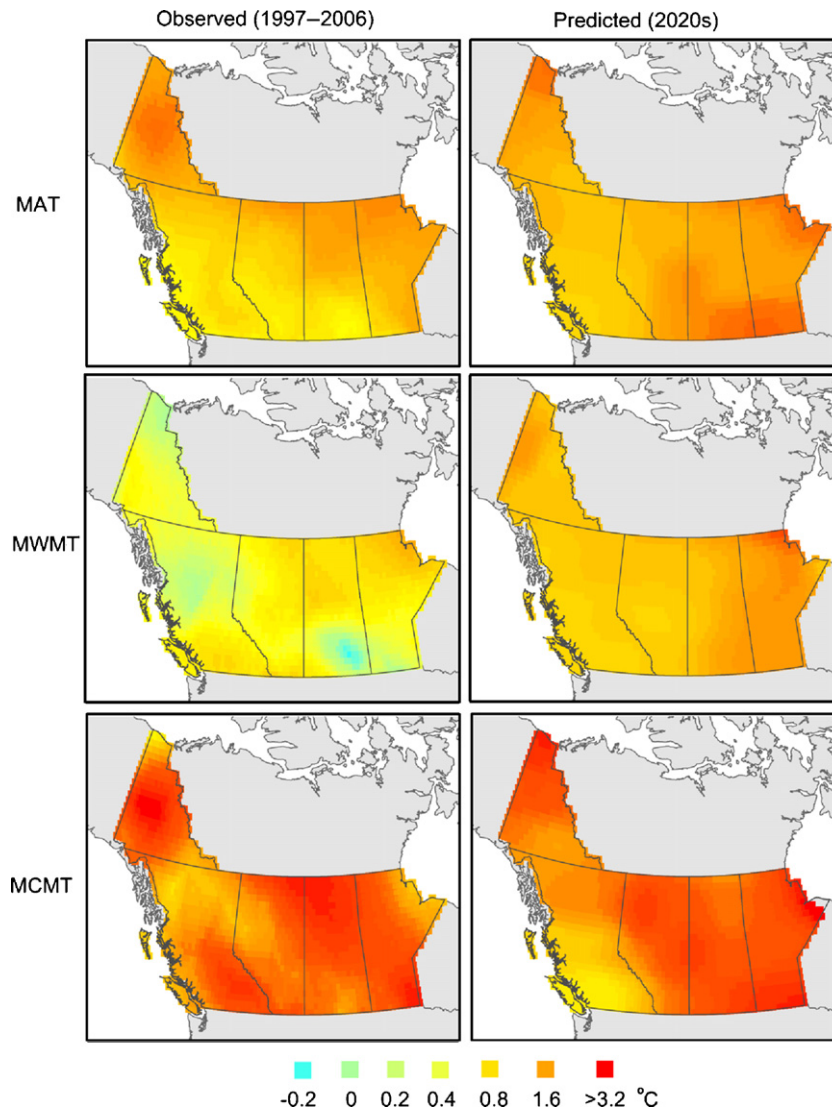 Observed (1997–2006) Predicted (2020s)
MAT
MWMT
MCMT
-0.2 0 0.2 0.4 0.8 1.6 >3.2 °C